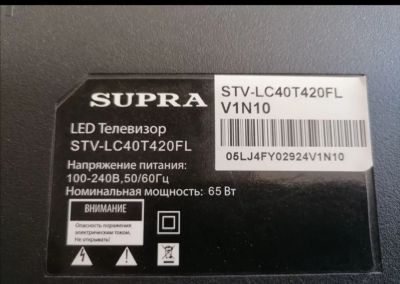 SUPRA
STV-LC40T420FL
V1N10
05LJ4FY02924V1N10
LED Телевизор
STV-LC40T420FL
Напряжение питания:
100-240В,50/60Гц
Номинальная мощность: 65 Вт
ВНИМАНИЕ
Опасность поражения
электрическим током.
Не открывать!